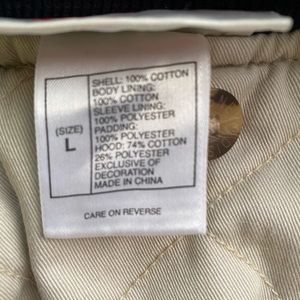 SHELL: 100% COTTON
BODY LINING:
100% COTTON
SLEEVE LINING:
100% POLYESTER
PADDING:
100% POLYESTER
HOOD: 74% COTTON
26% POLYESTER
EXCLUSIVE OF
DECORATION
MADE IN CHINA
(SIZE)
L
CARE ON REVERSE